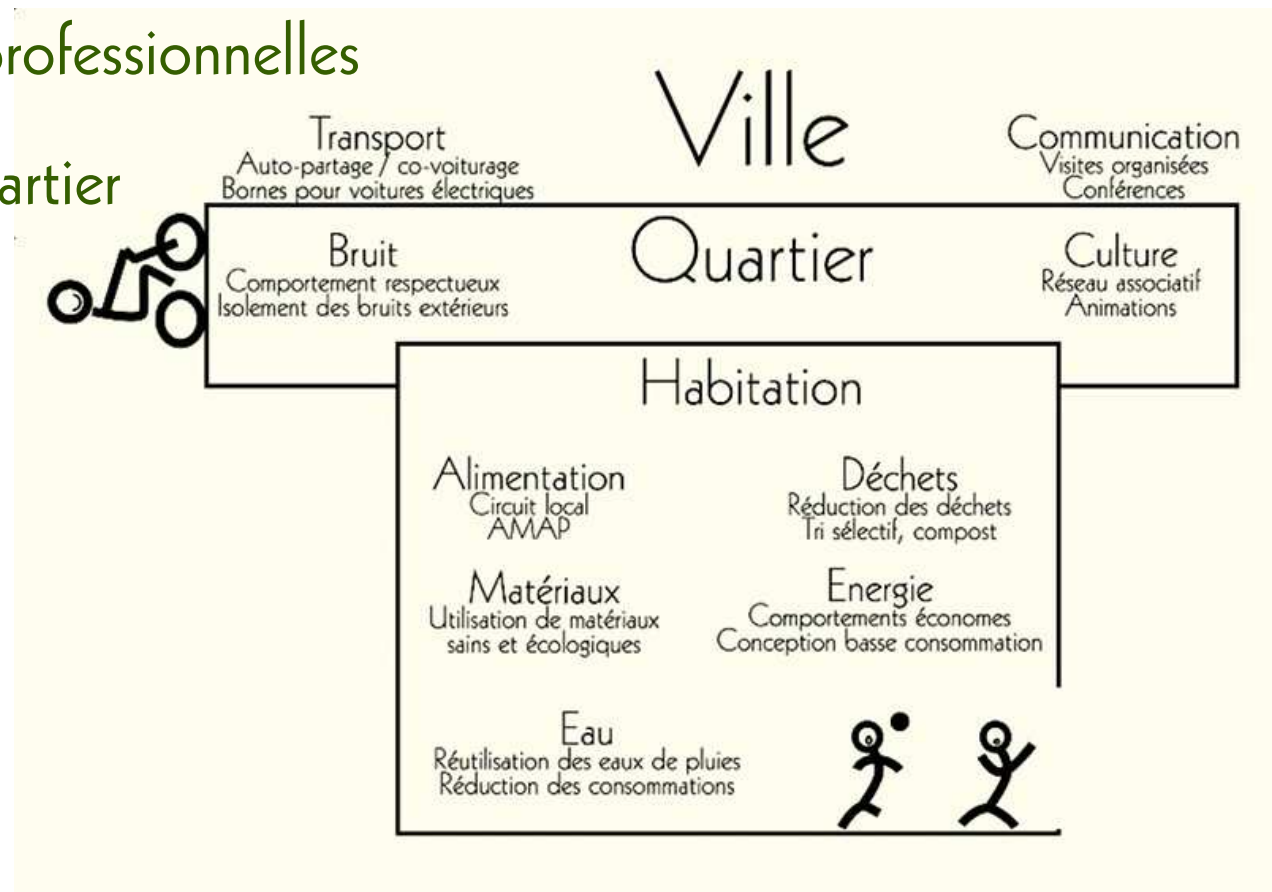 professionnelles
Ville
Transport
Auto-partage / co-voiturage
Bornes pour voitures électriques
Communication
Visites organisées
Conférences
artier
Bruit
Comportement respectueux
Isolement des bruits extérieurs
Quartier
Culture
Réseau associatif
Animations
Habitation
Alimentation
Circuit local
AMAP
Déchets
Réduction des déchets
Tri sélectif, compost
Matériaux
Utilisation de matériaux
sains et écologiques
Energie
Comportements économes
Conception basse consommation
Eau
Réutilisation des eaux de pluies
Réduction des consommations